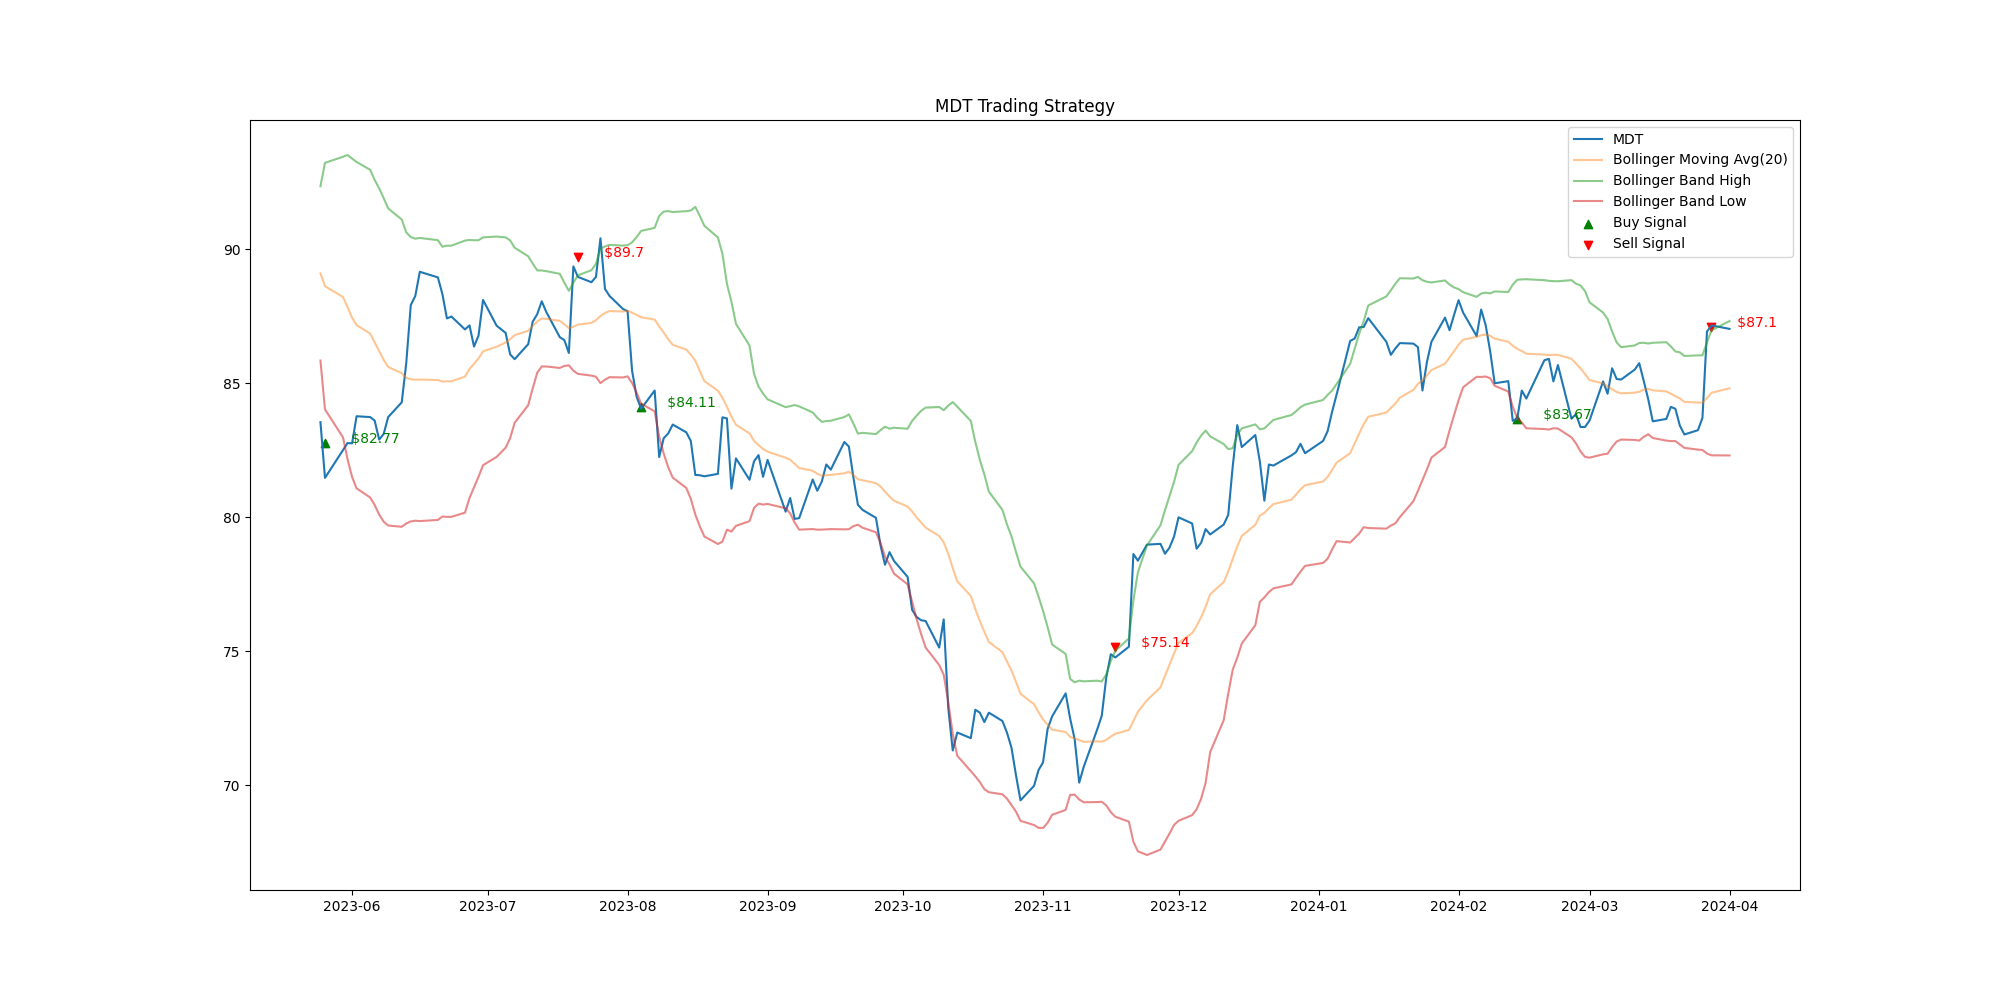 MDT Trading Strategy
MDT
Bollinger Moving Avg(20)
Bollinger Band High
Bollinger Band Low
Buy Signal
Sell Signal
90
85
80
75
70
$89.7
$84.11
$82.77
$75.14
$83.67
$87.1
2023-06 2023-07 2023-08 2023-09 2023-10 2023-11 2023-12 2024-01 2024-02 2024-03 2024-04